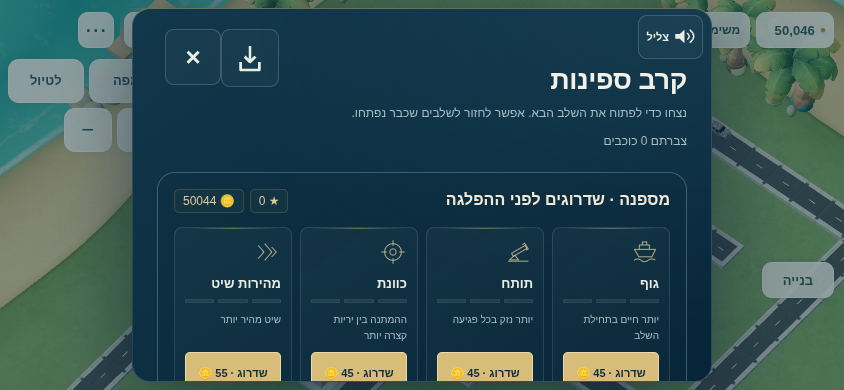 50,046
משימ
צליל
קרב ספינות
נצחו כדי לפתוח את השלב הבא. אפשר לחזור לשלבים שכבר נפתחו.
צברתם 0 כוכבים
לטיול
מפה
מספנה · שדרוגים לפני ההפלגה
★ 0
50044
גוף
יותר חיים בתחילת
השלב
שדרוג · 45
תותח
יותר נזק בכל פגיעה
שדרוג · 45
כוונת
ההמתנה בין יריות
קצרה יותר
שדרוג · 45
מהירות שיט
שיט מהיר יותר
שדרוג · 55
בנייה